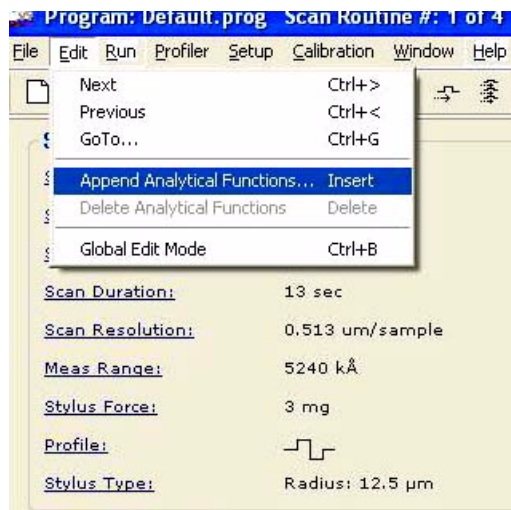 Program: Default.prog Scan Routine #: 1 of 4
File Edit Run Profiler Setup Calibration Window Help
Next Ctrl+>
Previous Ctrl+<
GoTo... Ctrl+G
Append Analytical Functions... Insert
Delete Analytical Functions Delete
Global Edit Mode Ctrl+B
Scan Duration: 13 sec
Scan Resolution: 0.513 um/sample
Meas Range: 5240 kÅ
Stylus Force: 3 mg
Profile:
Stylus Type: Radius: 12.5 µm